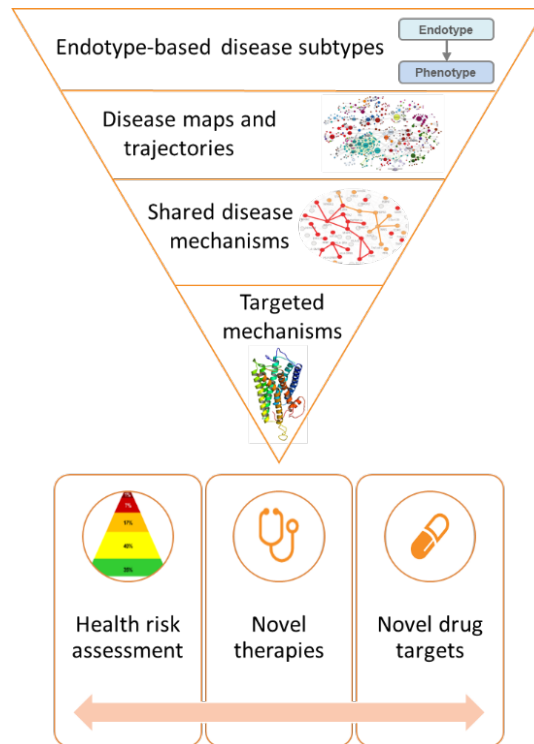 Endotype-based disease subtypes
Endotype
Phenotype
Disease maps and
trajectories
Shared disease
mechanisms
Targeted
mechanisms
Health risk
assessment
Novel
therapies
Novel drug
targets